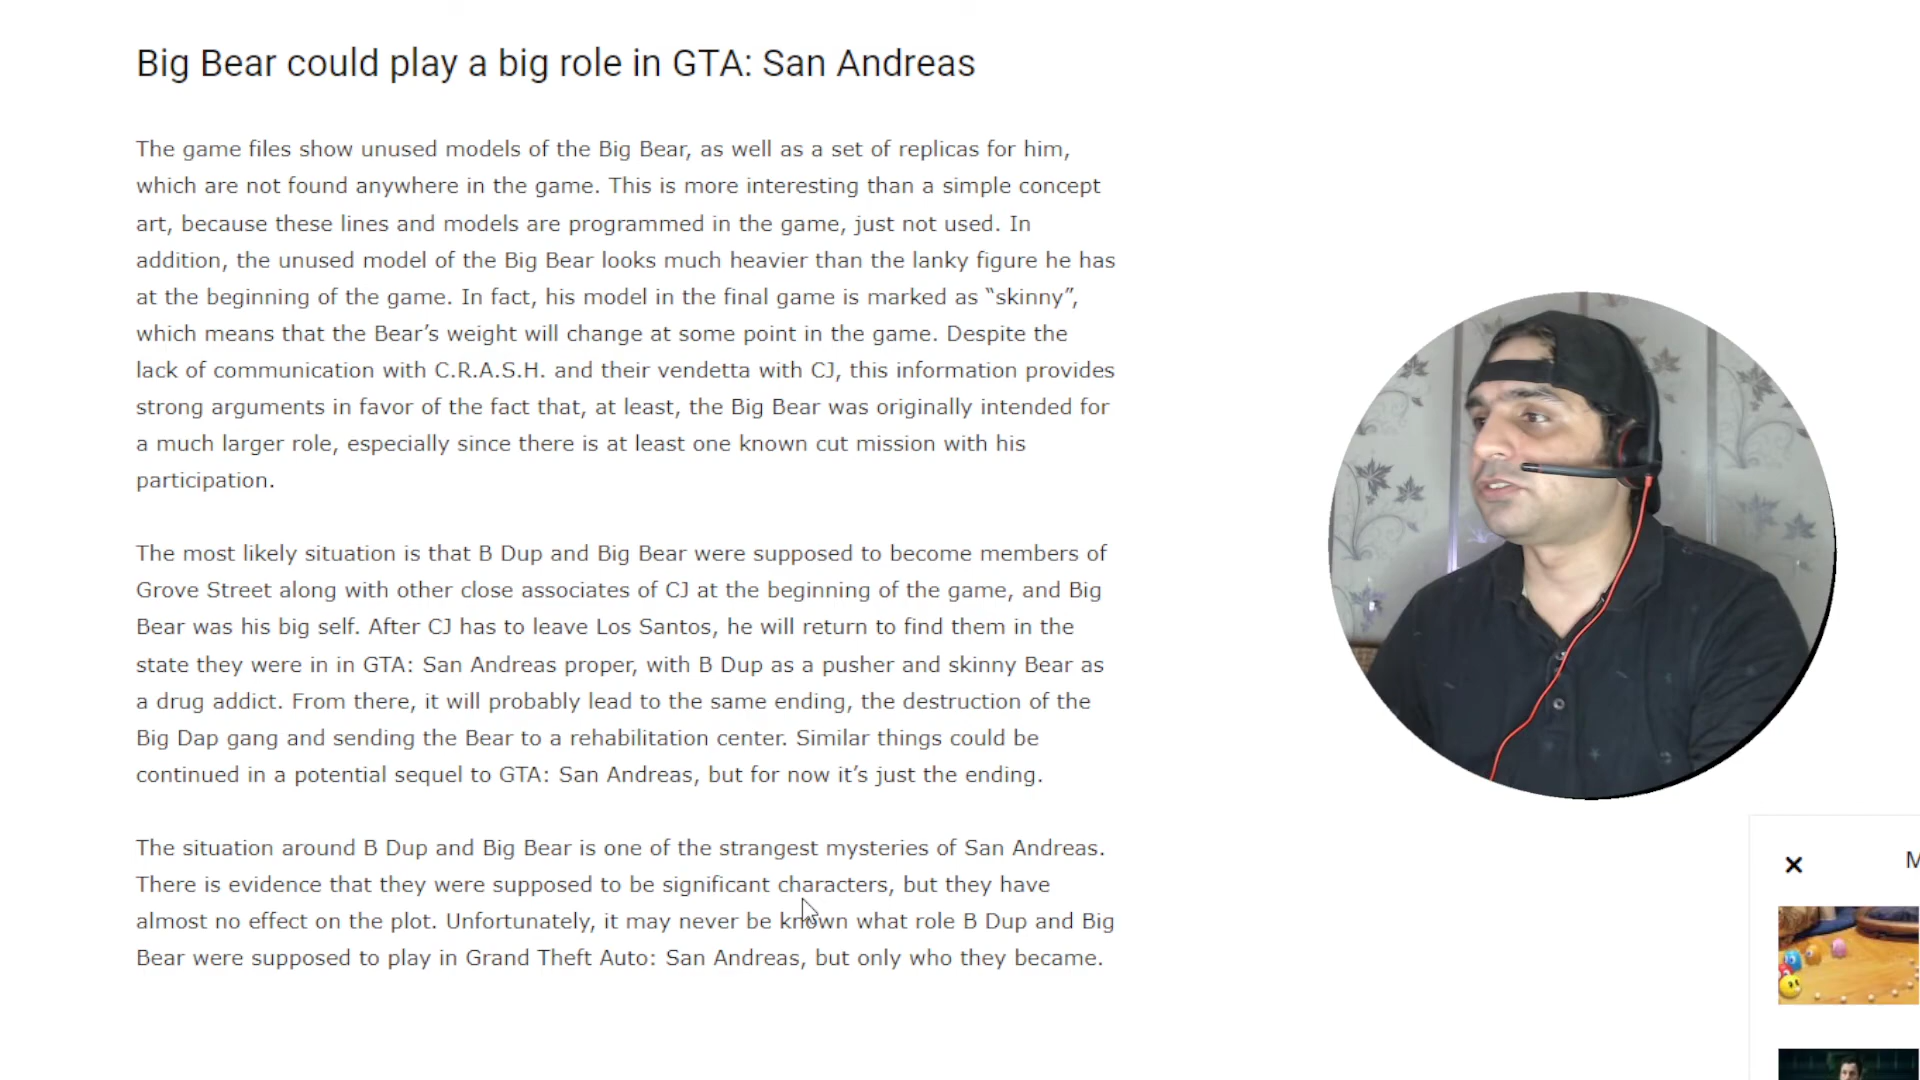 Big Bear could play a big role in GTA: San Andreas
The game files show unused models of the Big Bear, as well as a set of replicas for him,
which are not found anywhere in the game. This is more interesting than a simple concept
art, because these lines and models are programmed in the game, just not used. In
addition, the unused model of the Big Bear looks much heavier than the lanky figure he has
at the beginning of the game. In fact, his model in the final game is marked as “skinny”,
which means that the Bear’s weight will change at some point in the game. Despite the
lack of communication with C.R.A.S.H. and their vendetta with CJ, this information provides
strong arguments in favor of the fact that, at least, the Big Bear was originally intended for
a much larger role, especially since there is at least one known cut mission with his
participation.
The most likely situation is that B Dup and Big Bear were supposed to become members of
Grove Street along with other close associates of CJ at the beginning of the game, and Big
Bear was his big self. After CJ has to leave Los Santos, he will return to find them in the
state they were in in GTA: San Andreas proper, with B Dup as a pusher and skinny Bear as
a drug addict. From there, it will probably lead to the same ending, the destruction of the
Big Dap gang and sending the Bear to a rehabilitation center. Similar things could be
continued in a potential sequel to GTA: San Andreas, but for now it’s just the ending.
The situation around B Dup and Big Bear is one of the strangest mysteries of San Andreas.
There is evidence that they were supposed to be significant characters, but they have
almost no effect on the plot. Unfortunately, it may never be known what role B Dup and Big
Bear were supposed to play in Grand Theft Auto: San Andreas, but only who they became.